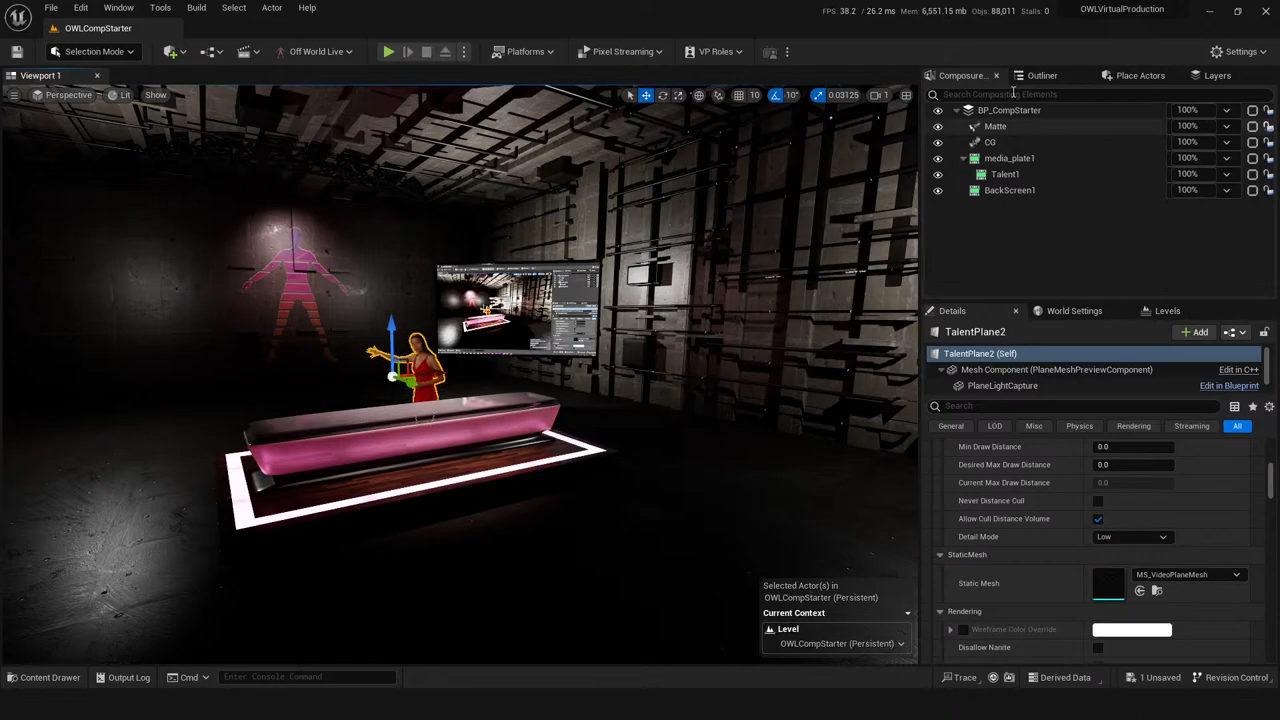 File Edit Window Tools Build Select Actor Help
FPS: 38.2 / 26.2 ms Mem: 6,551.15 mb Objs: 88,011 Stalls: 0
OWLVirtualProduction
OWLCompStarter
Selection Mode
Off World Live
Platforms
Pixel Streaming
VP Roles
Settings
Viewport 1
Perspective
Lit
Show
10
10°
0.03125
1
Composure...
Outliner
Place Actors
Layers
Search Compositing Elements
BP_CompStarter 100%
Matte 100%
CG 100%
media_plate1 100%
Talent1 100%
BackScreen1 100%
Details
World Settings
Levels
TalentPlane2
Add
TalentPlane2 (Self)
Mesh Component (PlaneMeshPreviewComponent) Edit in C++
PlaneLightCapture Edit in Blueprint
Search
General LOD Misc Physics Rendering Streaming All
Min Draw Distance 0.0
Desired Max Draw Distance 0.0
Current Max Draw Distance 0.0
Never Distance Cull
Allow Cull Distance Volume
Detail Mode Low
StaticMesh
Static Mesh MS_VideoPlaneMesh
Rendering
Wireframe Color Override
Disallow Nanite
Selected Actor(s) in
OWLCompStarter (Persistent)
Current Context
Level
OWLCompStarter (Persistent)
Content Drawer
Output Log
Cmd
Enter Console Command
Trace
Derived Data
1 Unsaved
Revision Control